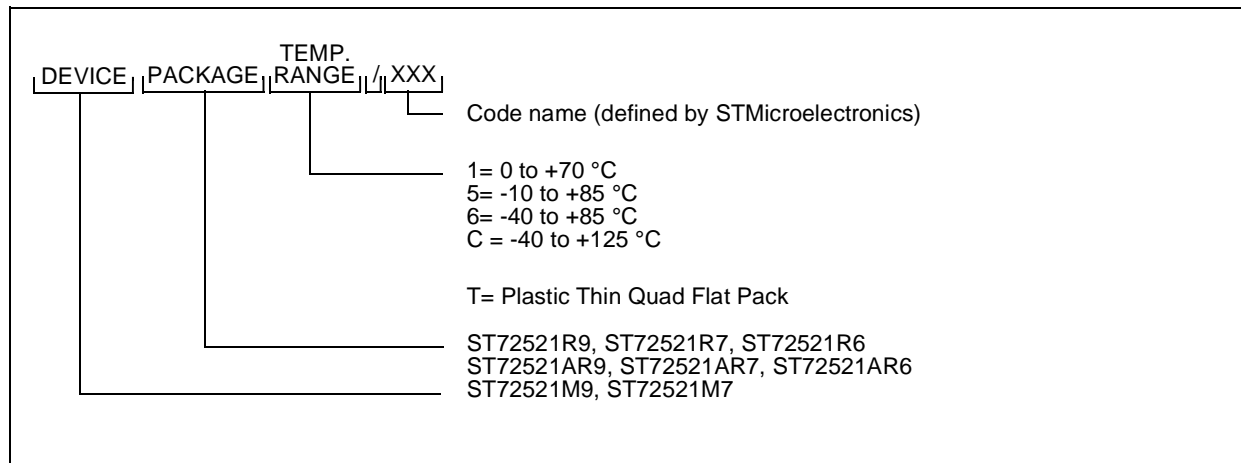 TEMP.
DEVICE PACKAGE RANGE / XXX
Code name (defined by STMicroelectronics)
1= 0 to +70 °C
5= -10 to +85 °C
6= -40 to +85 °C
C = -40 to +125 °C
T= Plastic Thin Quad Flat Pack
ST72521R9, ST72521R7, ST72521R6
ST72521AR9, ST72521AR7, ST72521AR6
ST72521M9, ST72521M7